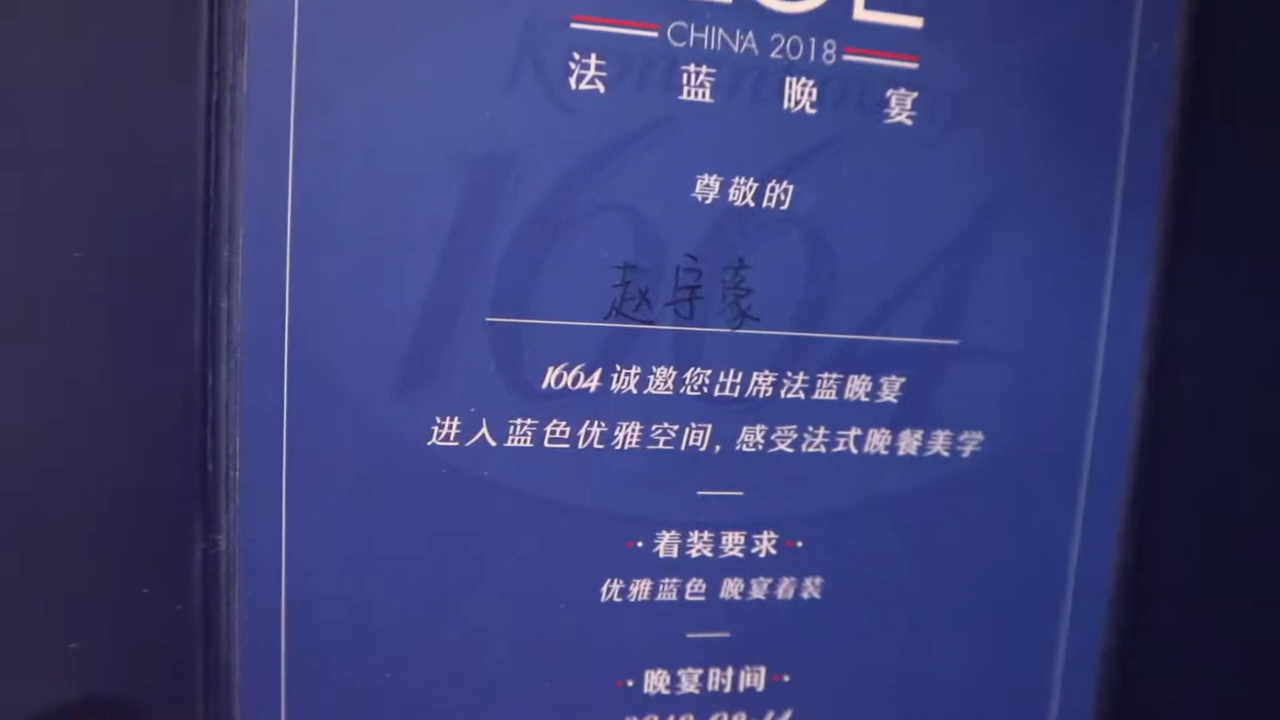 CHINA 2018
法蓝晚宴
尊敬的
赵宇豪
1664 诚邀您出席法蓝晚宴
进入蓝色优雅空间, 感受法式晚餐美学
着装要求
优雅蓝色 晚宴着装
晚宴时间